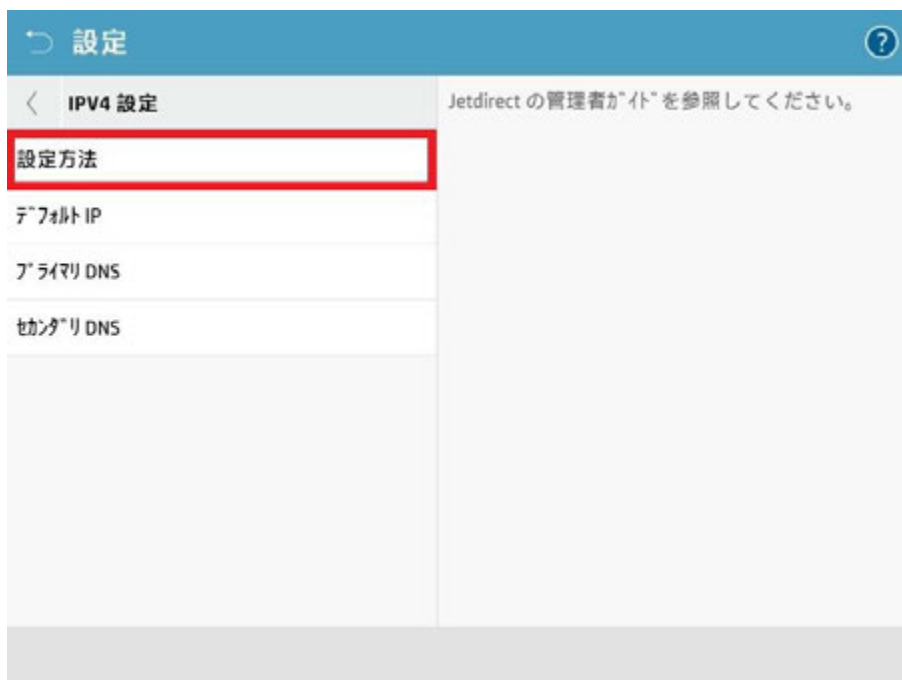 設定
?
IPV4 設定
設定方法
ﾃﾞﾌｫﾙﾄ IP
ﾌﾟﾗｲﾏﾘ DNS
ｾｶﾝﾀﾞﾘ DNS
Jetdirect の管理者ｶﾞｲﾄﾞを参照してください。